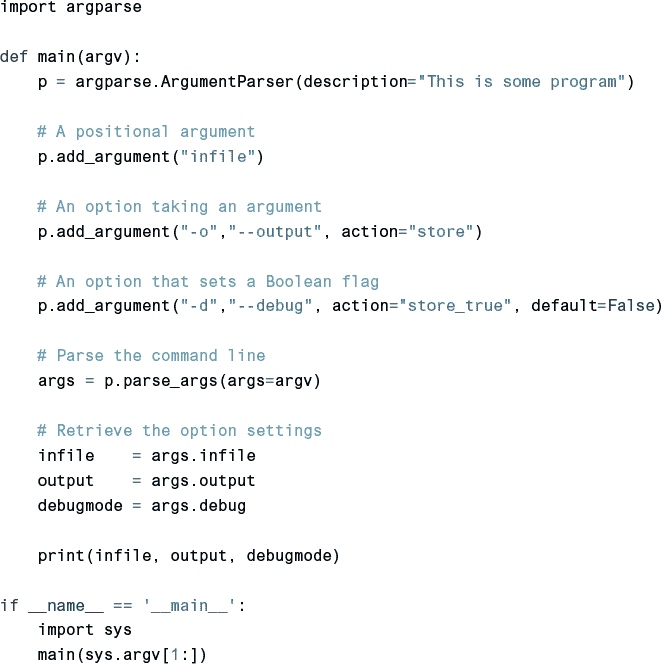 import argparse

def main(argv):
    p = argparse.ArgumentParser(description="This is some program")

    # A positional argument
    p.add_argument("infile")

    # An option taking an argument
    p.add_argument("-o","--output", action="store")

    # An option that sets a Boolean flag
    p.add_argument("-d","--debug", action="store_true", default=False)

    # Parse the command line
    args = p.parse_args(args=argv)

    # Retrieve the option settings
    infile    = args.infile
    output    = args.output
    debugmode = args.debug

    print(infile, output, debugmode)

if __name__ == '__main__':
    import sys
    main(sys.argv[1:])